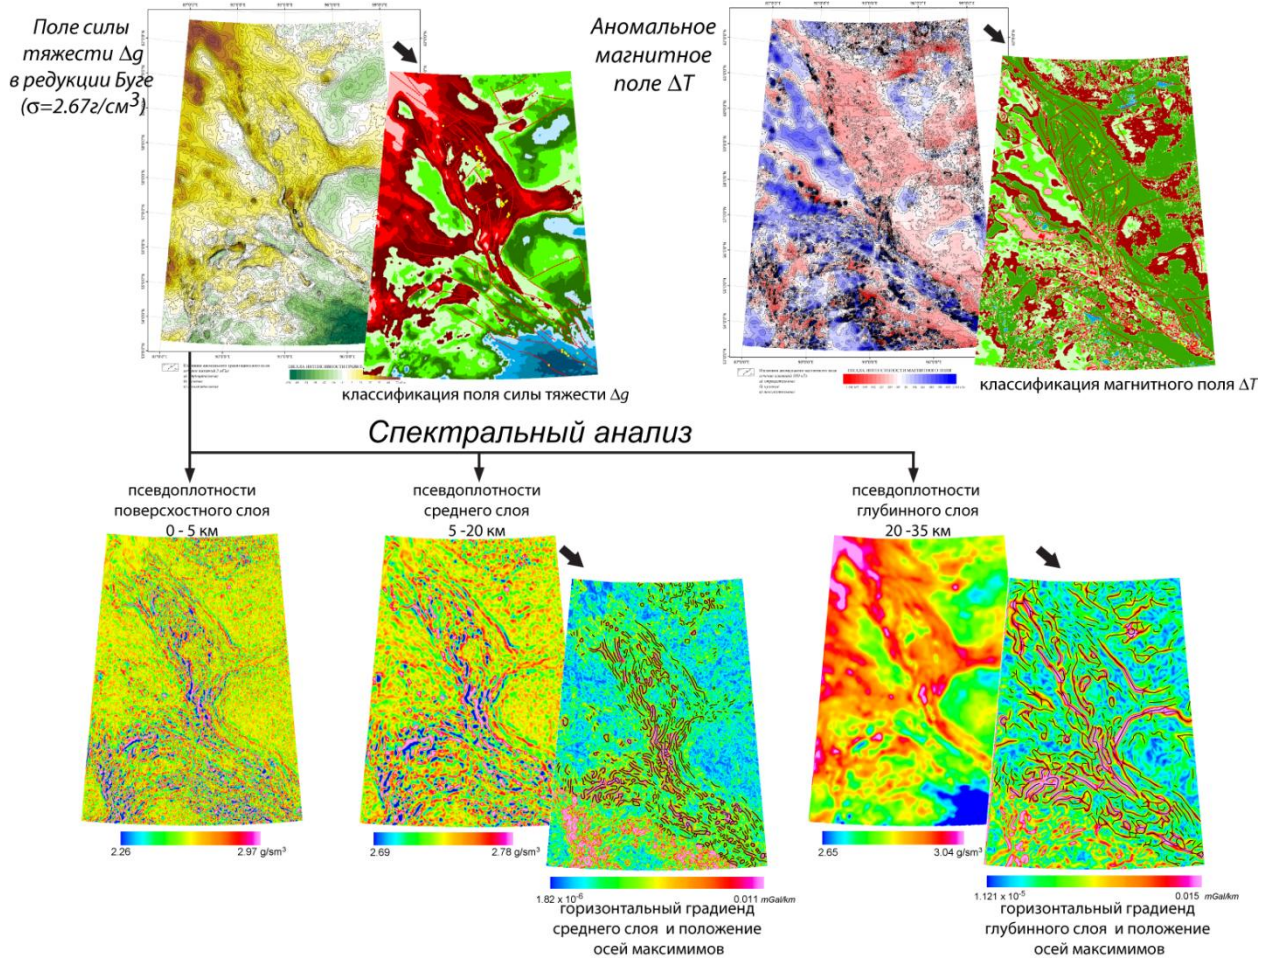 Поле силы
тяжести Δg
в редукции Буге
(σ=2.67г/см³)
Аномальное
магнитное
поле ΔT
классификация поля силы тяжести Δg
классификация магнитного поля ΔT
Спектральный анализ
псевдоплотности
поверсхостного слоя
0 - 5 км
псевдоплотности
среднего слоя
5 -20 км
псевдоплотности
глубинного слоя
20 -35 км
2.26 2.97 g/sm³
2.69 2.78 g/sm³
2.65 3.04 g/sm³
1.82 x 10⁻⁶ 0.011 mGal/km
1.121 x 10⁻⁵ 0.015 mGal/km
горизонтальный градиенд
среднего слоя и положение
осей максимимов
горизонтальный градиенд
глубинного слоя и положение
осей максимимов